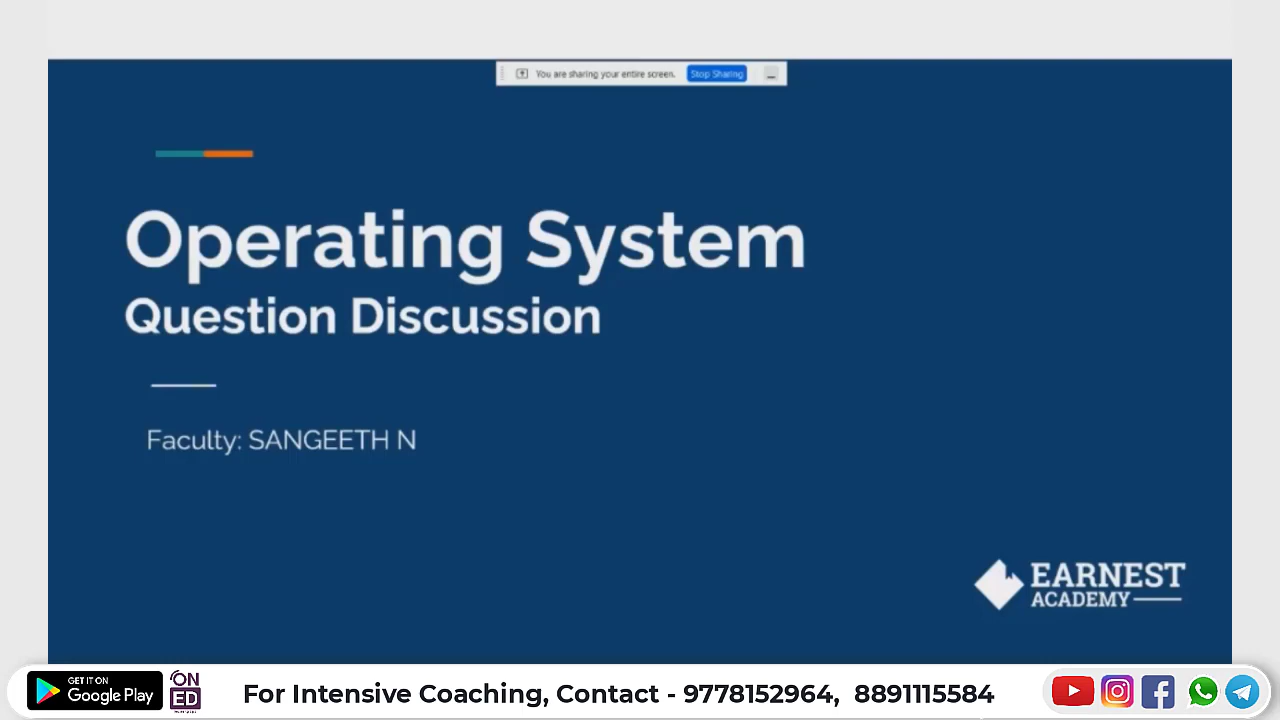 You are sharing your entire screen. Stop Sharing
Operating System
Question Discussion
Faculty: SANGEETH N
EARNEST
ACADEMY
GET IT ON
Google Play
ON
ED
For Intensive Coaching, Contact - 9778152964, 8891115584